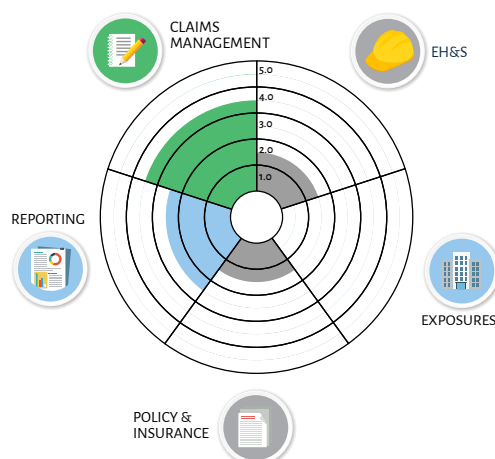 CLAIMS
MANAGEMENT
EH&S
5.0
4.0
3.0
2.0
1.0
REPORTING
EXPOSURES
POLICY &
INSURANCE